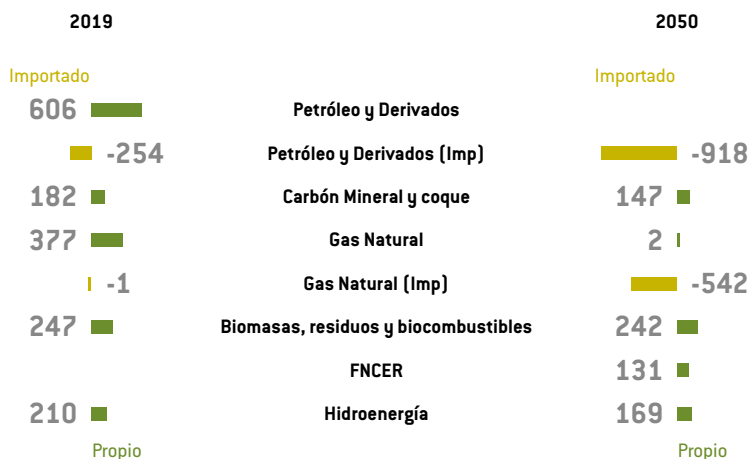 2019 2050
Importado Importado
606 Petróleo y Derivados
-254 Petróleo y Derivados (Imp) -918
182 Carbón Mineral y coque 147
377 Gas Natural 2
-1 Gas Natural (Imp) -542
247 Biomasas, residuos y biocombustibles 242
FNCER 131
210 Hidroenergía 169
Propio Propio